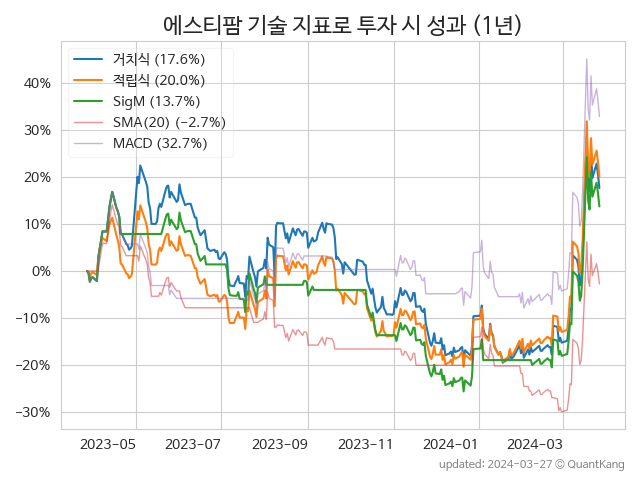 에스티팜 기술 지표로 투자 시 성과 (1년)
거치식 (17.6%)
적립식 (20.0%)
SigM (13.7%)
SMA(20) (−2.7%)
MACD (32.7%)
40%
30%
20%
10%
0%
−10%
−20%
−30%
2023-05
2023-07
2023-09
2023-11
2024-01
2024-03
updated: 2024-03-27 © QuantKang